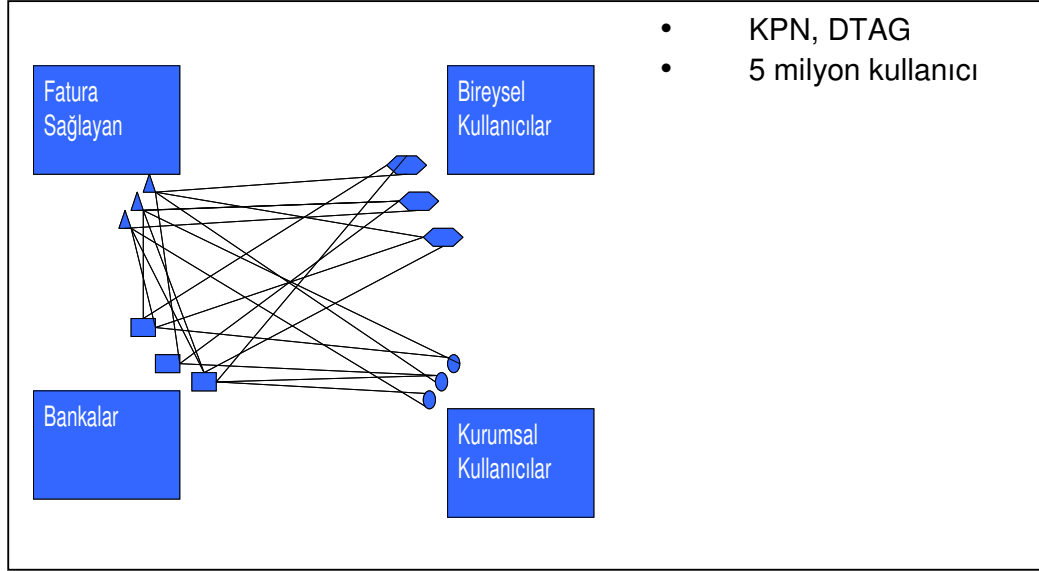 • KPN, DTAG
• 5 milyon kullanıcı
Fatura
Sağlayan
Bireysel
Kullanıcılar
Bankalar
Kurumsal
Kullanıcılar